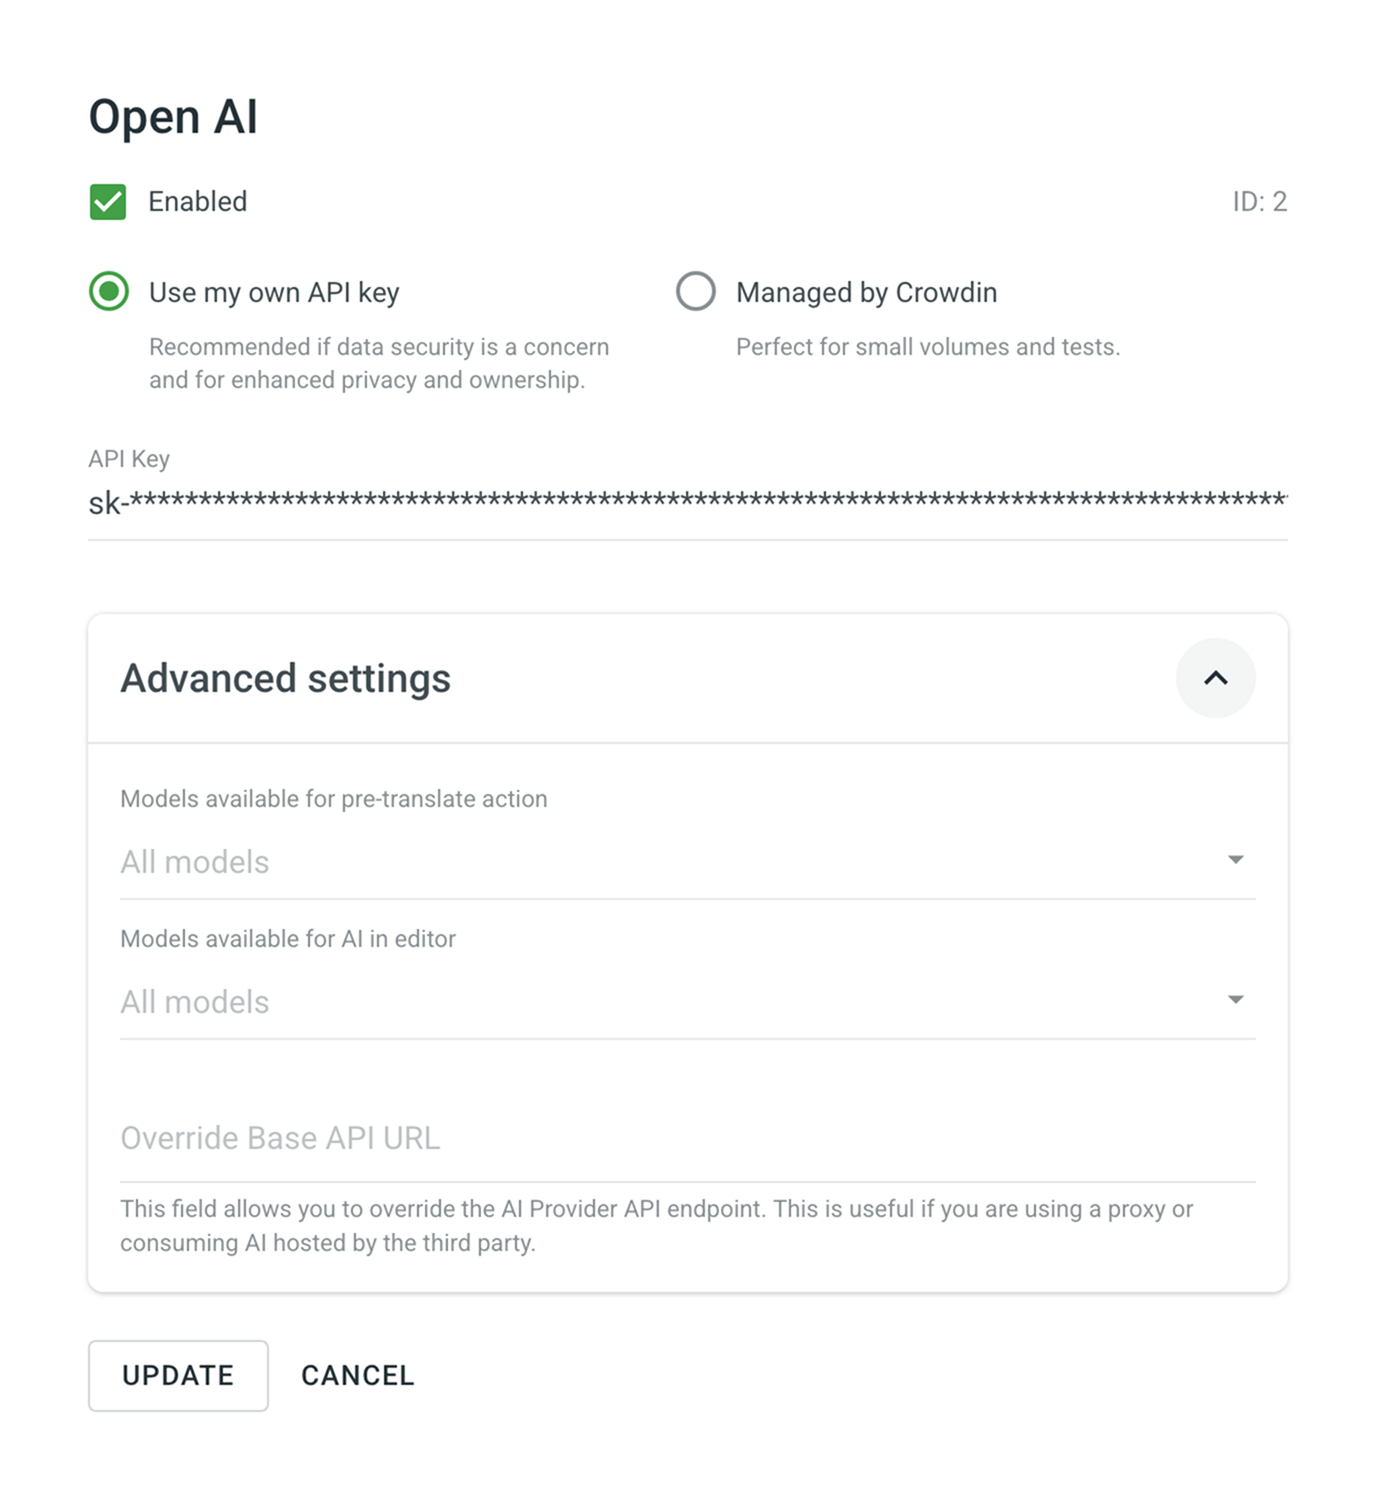 Open AI
Enabled
ID: 2
Use my own API key
Managed by Crowdin
Recommended if data security is a concern
and for enhanced privacy and ownership.
Perfect for small volumes and tests.
API Key
sk-************************************************************************************
Advanced settings
Models available for pre-translate action
All models
Models available for AI in editor
All models
Override Base API URL
This field allows you to override the AI Provider API endpoint. This is useful if you are using a proxy or
consuming AI hosted by the third party.
UPDATE
CANCEL